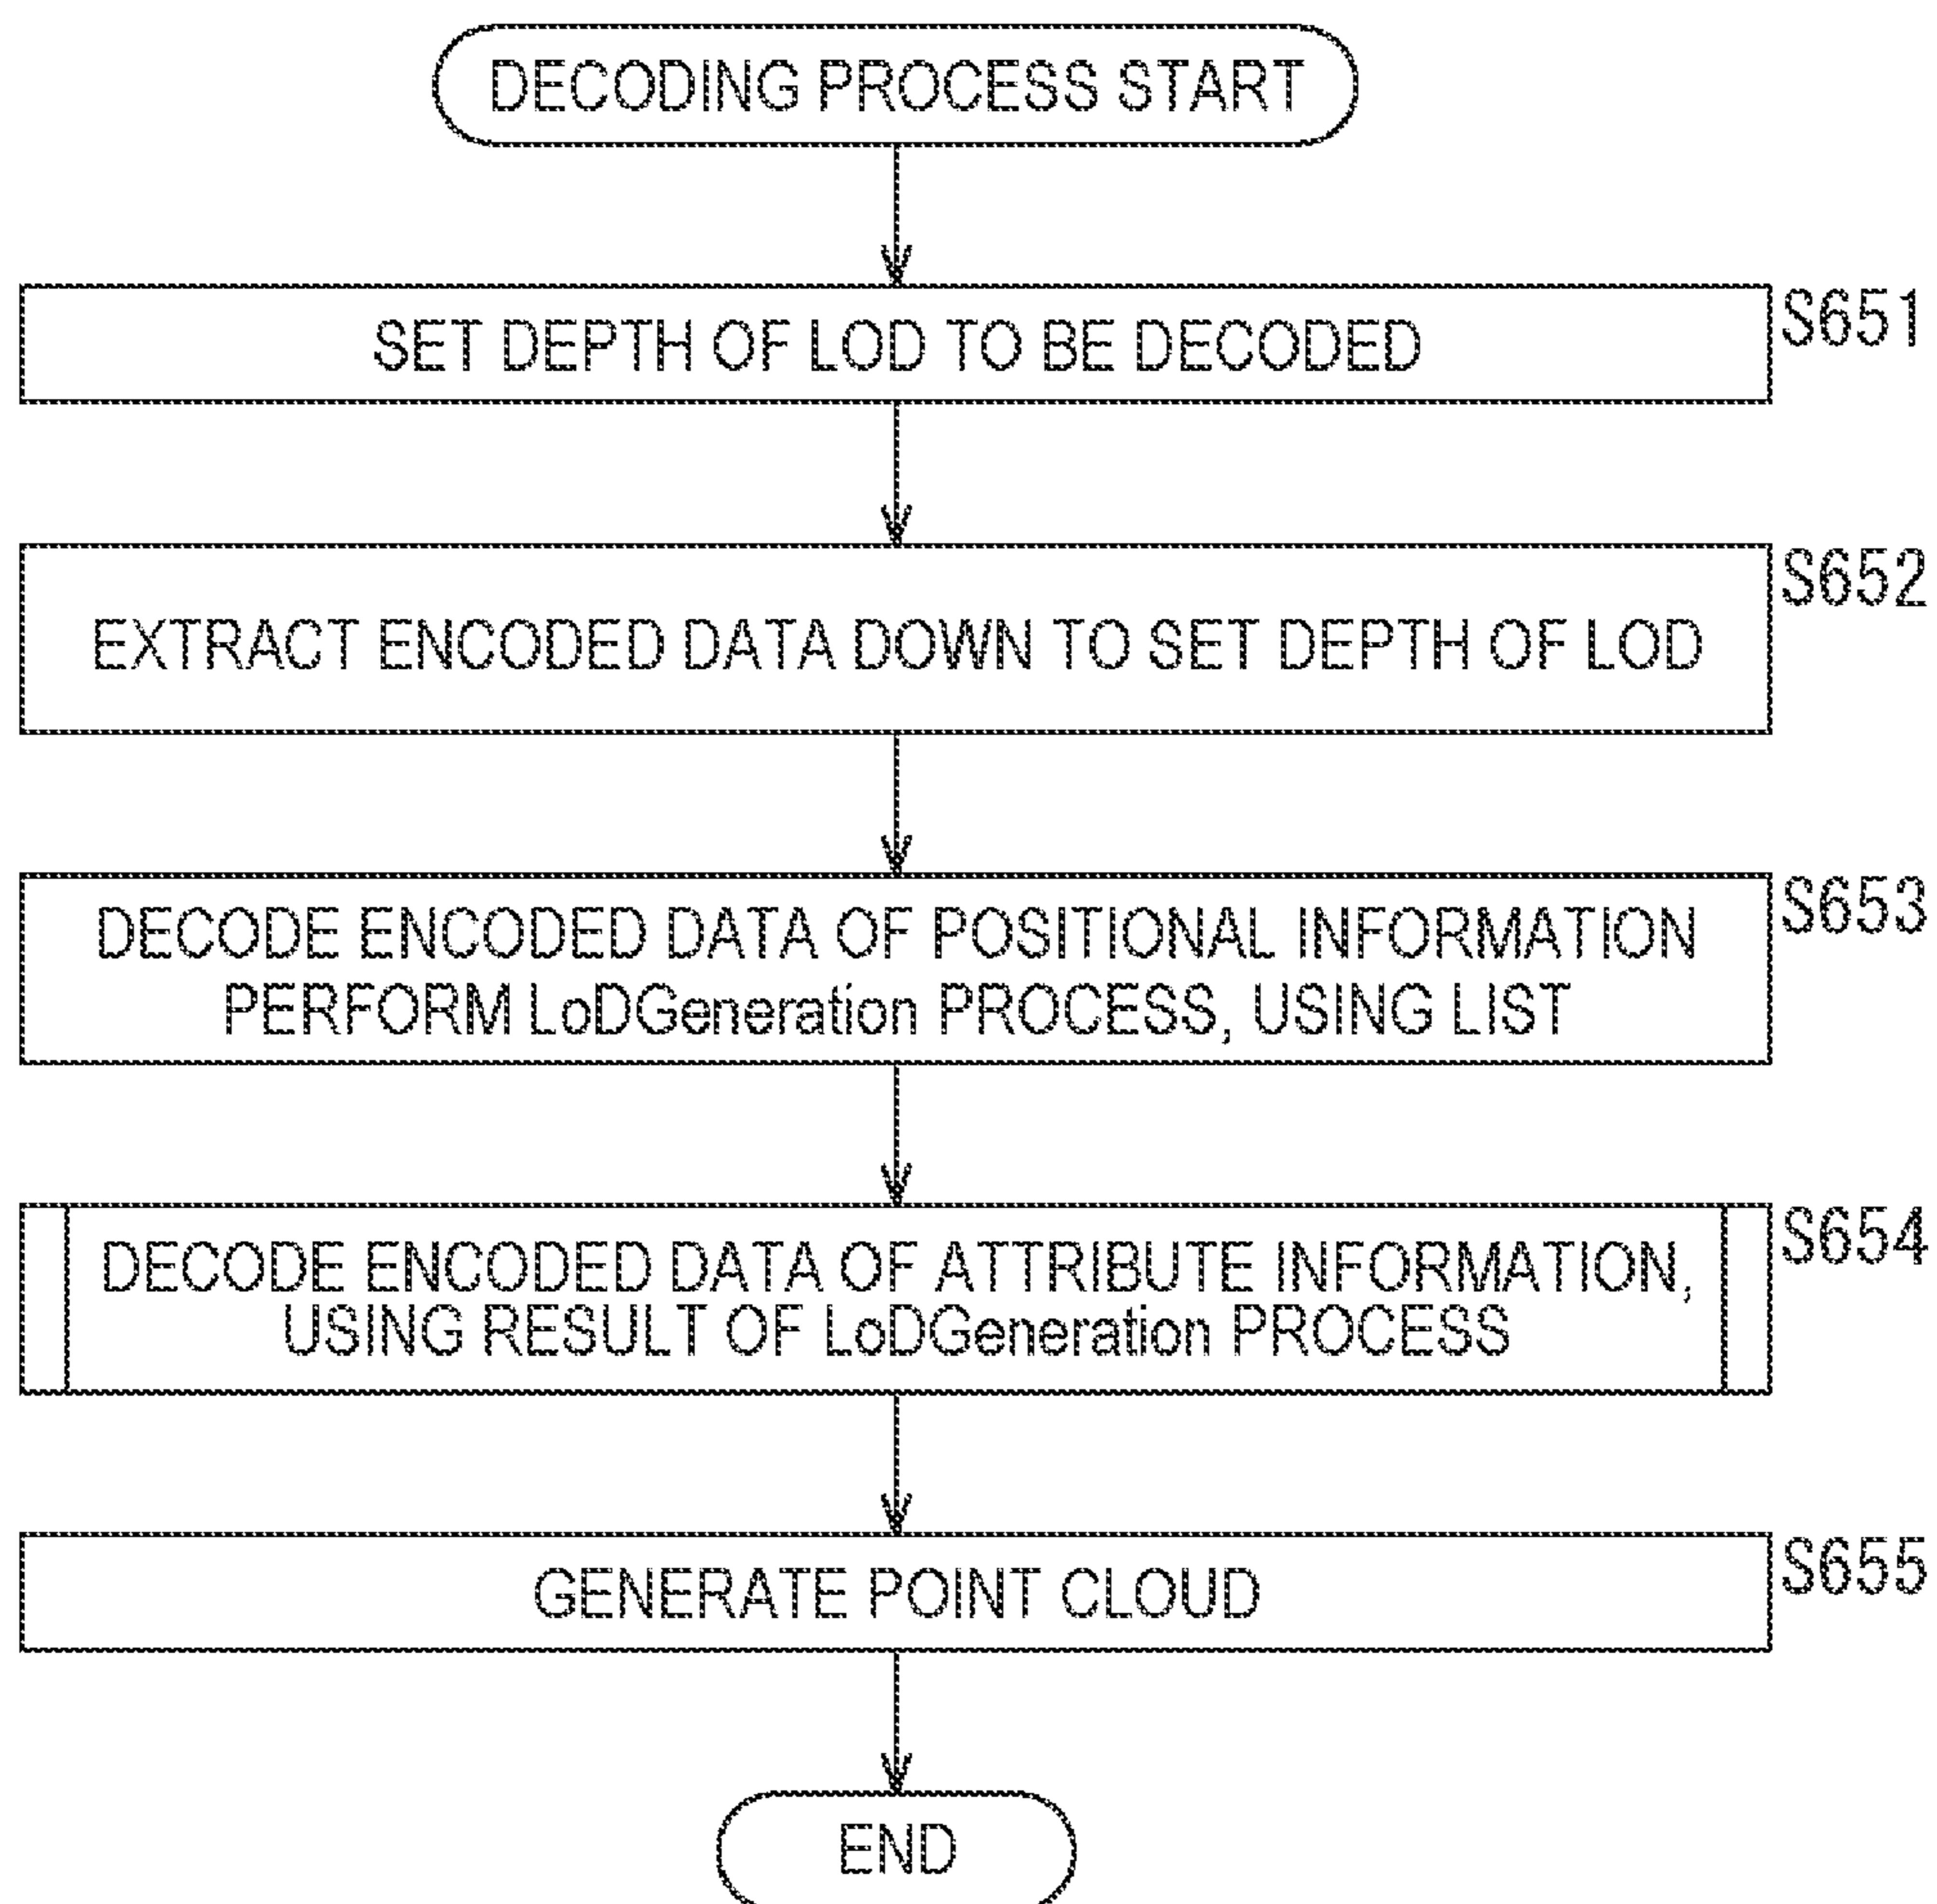 DECODING PROCESS START
SET DEPTH OF LOD TO BE DECODED
S651
EXTRACT ENCODED DATA DOWN TO SET DEPTH OF LOD
S652
DECODE ENCODED DATA OF POSITIONAL INFORMATION
PERFORM LoDGeneration PROCESS, USING LIST
S653
DECODE ENCODED DATA OF ATTRIBUTE INFORMATION,
USING RESULT OF LoDGeneration PROCESS
S654
GENERATE POINT CLOUD
S655
END